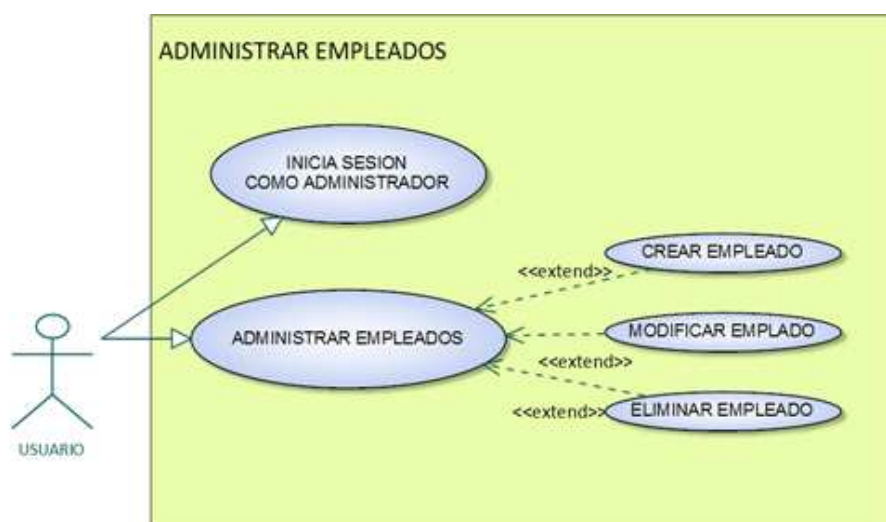 ADMINISTRAR EMPLEADOS
INICIA SESION
COMO ADMINISTRADOR
CREAR EMPLEADO
<<extend>>
ADMINISTRAR EMPLEADOS
MODIFICAR EMPLADO
<<extend>>
<<extend>>
ELIMINAR EMPLEADO
USUARIO